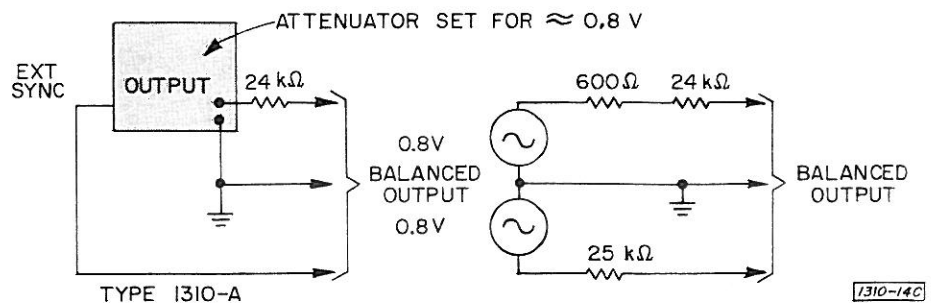 ATTENUATOR SET FOR ≈ 0.8 V
EXT
SYNC
OUTPUT
24 kΩ
0.8V
BALANCED
OUTPUT
0.8V
TYPE 1310-A
600Ω
24 kΩ
25 kΩ
BALANCED
OUTPUT
1310-14C